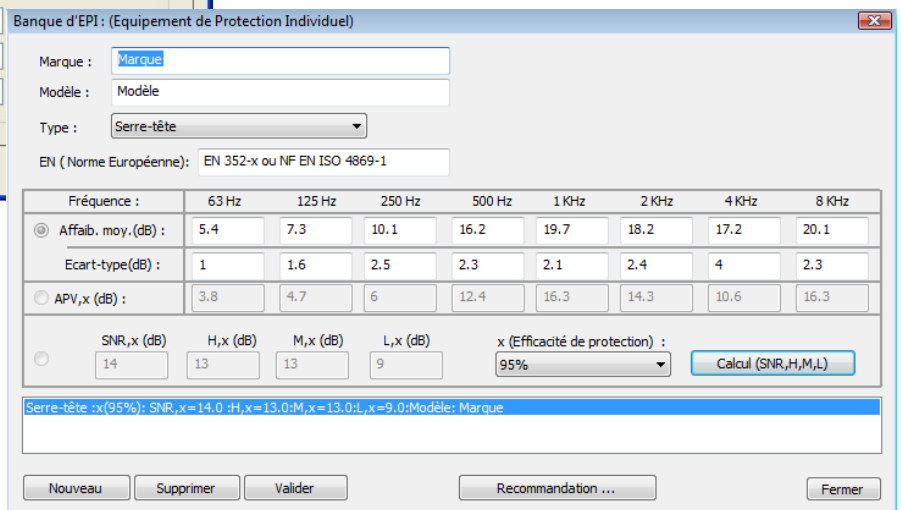 Banque d'EPI : (Equipement de Protection Individuel)
Marque : Marque
Modèle : Modèle
Type : Serre-tête
EN ( Norme Européenne): EN 352-x ou NF EN ISO 4869-1
Fréquence : 63 Hz 125 Hz 250 Hz 500 Hz 1 KHz 2 KHz 4 KHz 8 KHz
Affaib. moy.(dB) : 5.4 7.3 10.1 16.2 19.7 18.2 17.2 20.1
Ecart-type(dB) : 1 1.6 2.5 2.3 2.1 2.4 4 2.3
APV,x (dB) : 3.8 4.7 6 12.4 16.3 14.3 10.6 16.3
SNR,x (dB) H,x (dB) M,x (dB) L,x (dB) x (Efficacité de protection) :
14 13 13 9 95% Calcul (SNR,H,M,L)
Serre-tête :x(95%): SNR,x=14.0 :H,x=13.0:M,x=13.0:L,x=9.0:Modèle: Marque
Nouveau Supprimer Valider Recommandation ... Fermer